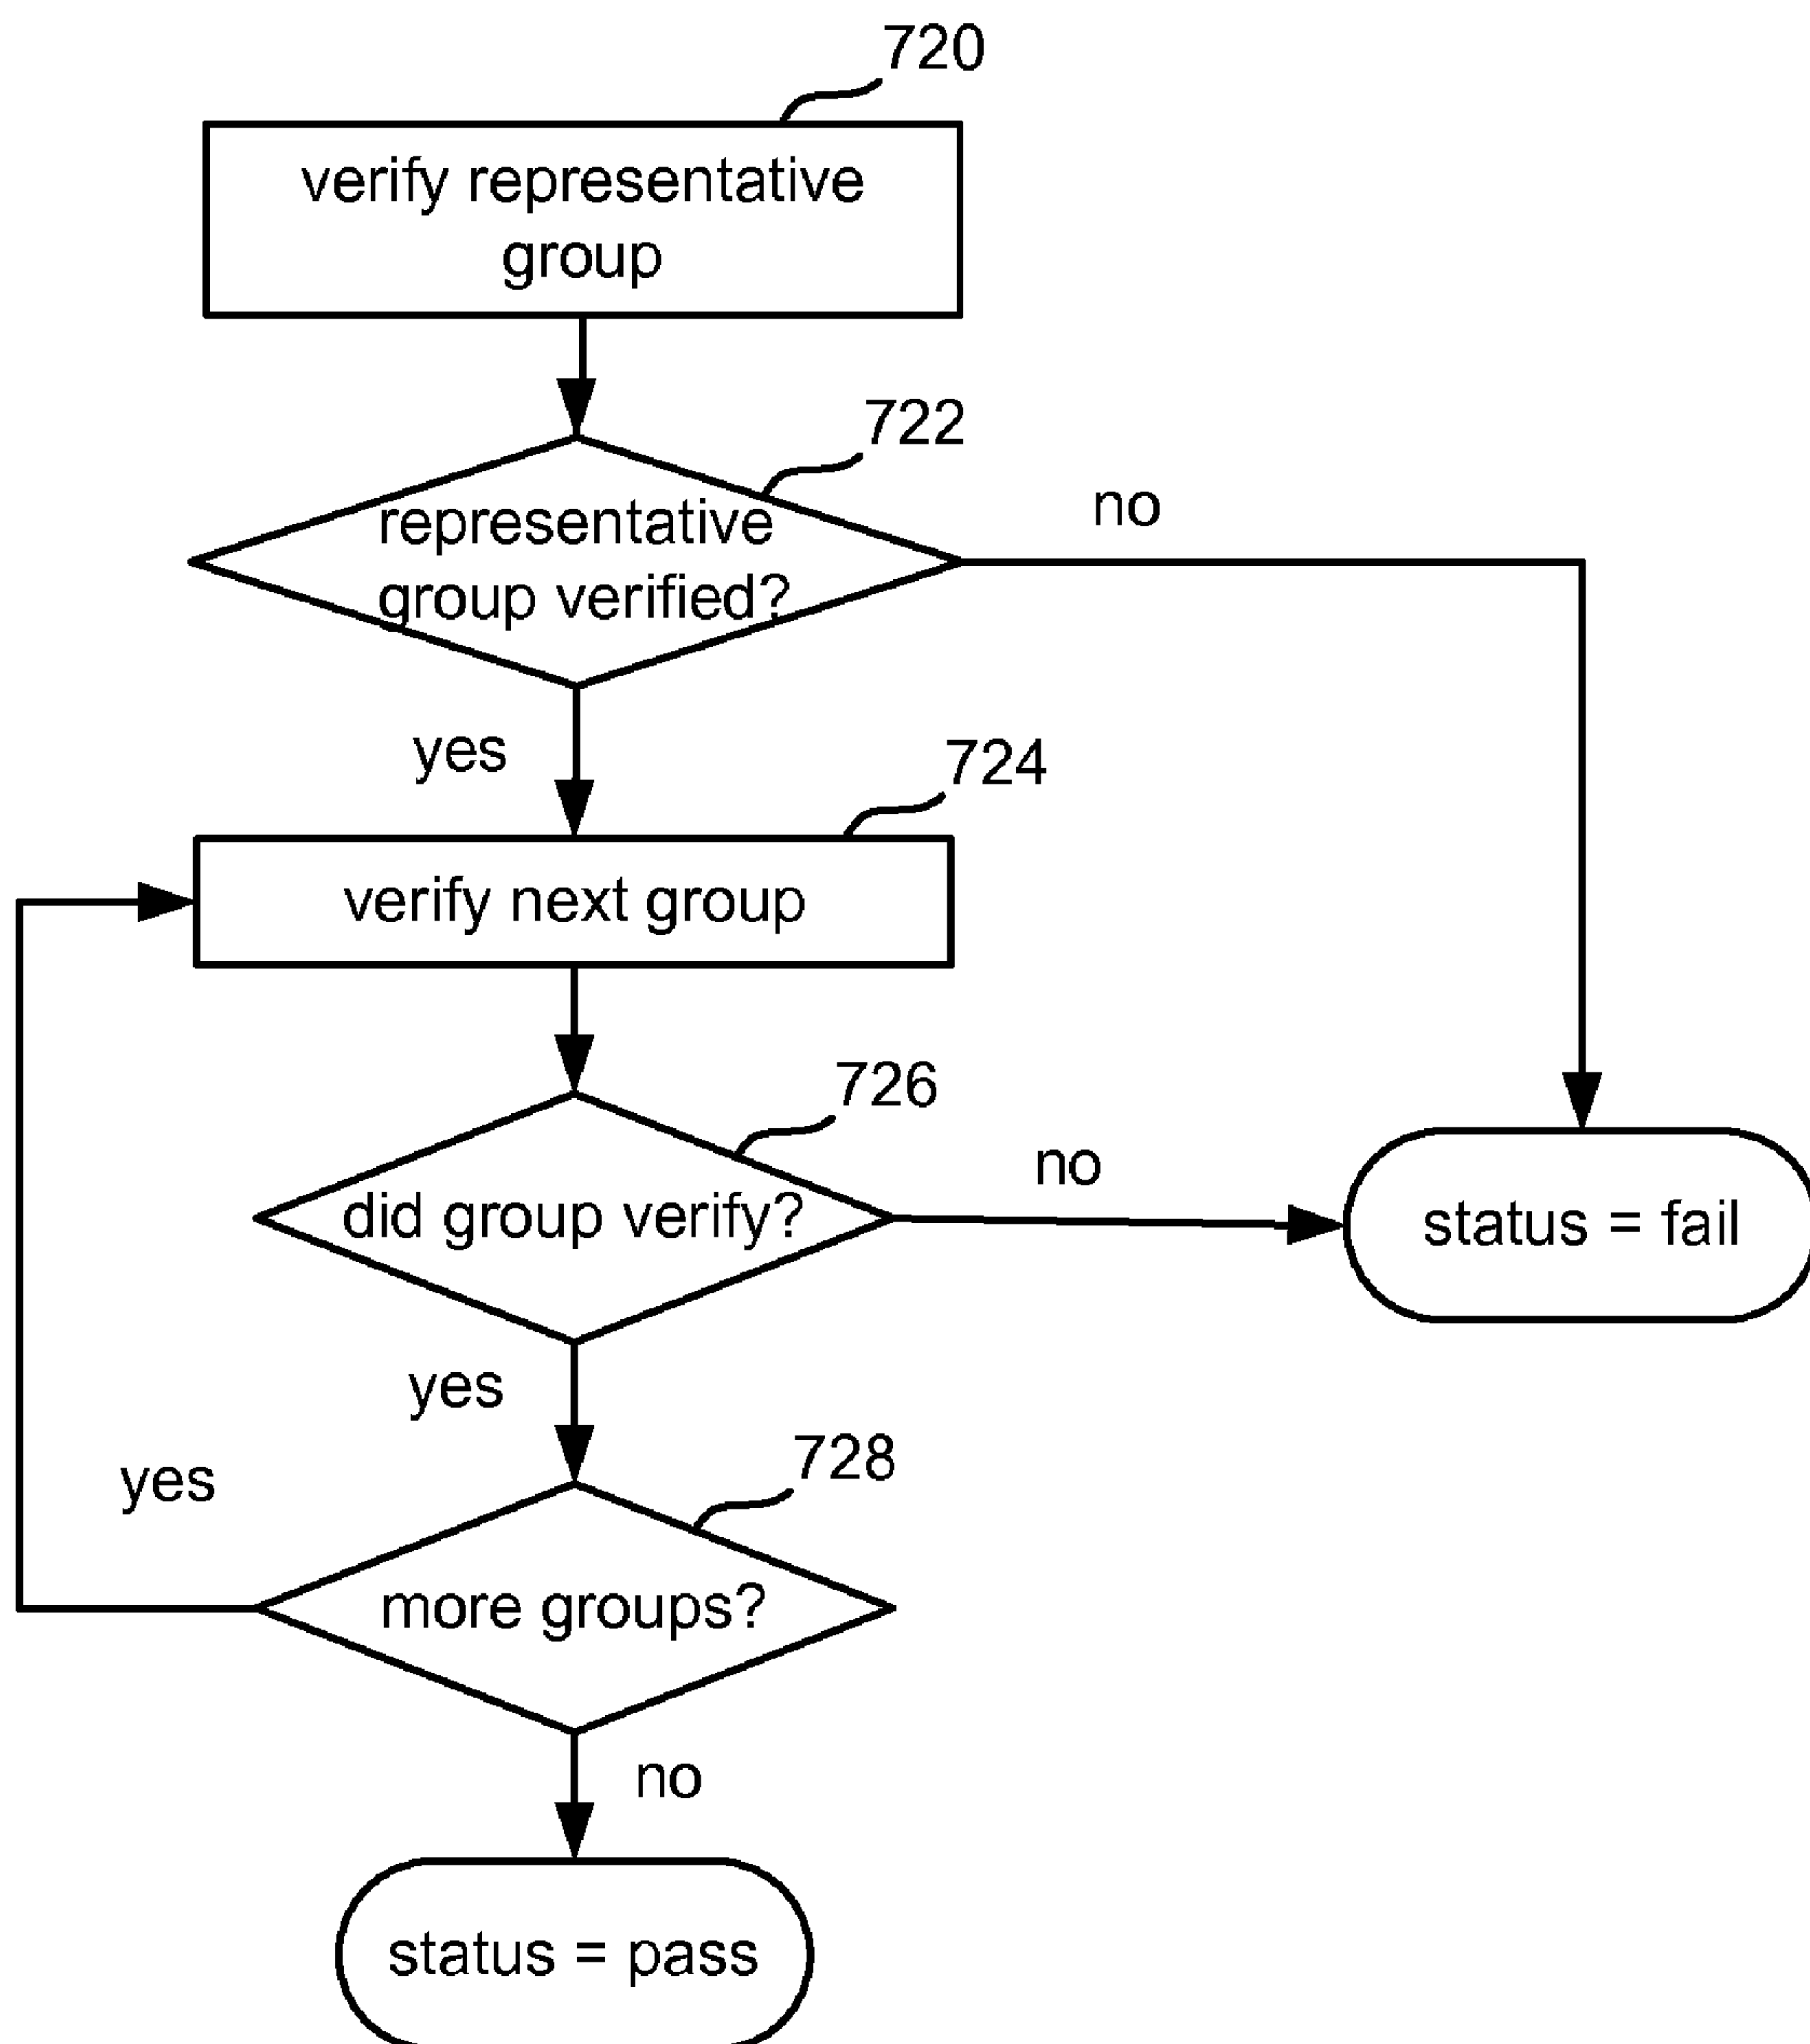 720
verify representative
group
722
representative
group verified?
no
yes
724
verify next group
726
did group verify?
no
status = fail
yes
728
yes
more groups?
no
status = pass